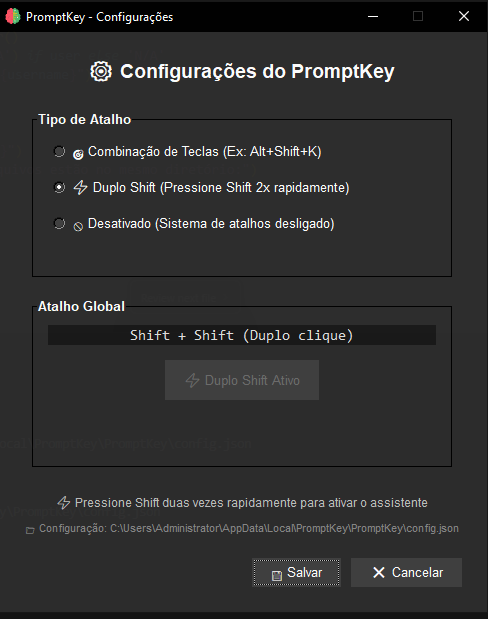 PromptKey - Configurações
Configurações do PromptKey
Tipo de Atalho
Combinação de Teclas (Ex: Alt+Shift+K)
Duplo Shift (Pressione Shift 2x rapidamente)
Desativado (Sistema de atalhos desligado)
Atalho Global
Shift + Shift (Duplo clique)
Duplo Shift Ativo
Pressione Shift duas vezes rapidamente para ativar o assistente
Configuração: C:\Users\Administrator\AppData\Local\PromptKey\PromptKey\config.json
Salvar
Cancelar